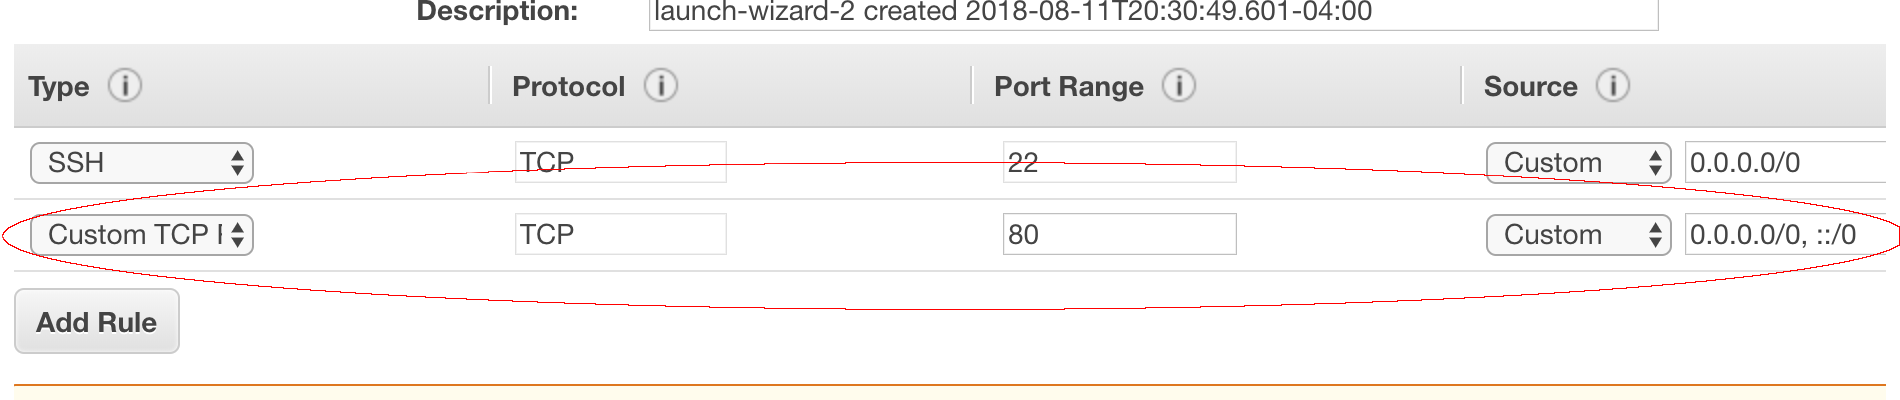 Description: launch-wizard-2 created 2018-08-11T20:30:49.601-04:00
Type i Protocol i Port Range i Source i
SSH TCP 22 Custom 0.0.0.0/0
Custom TCP TCP 80 Custom 0.0.0.0/0, ::/0
Add Rule